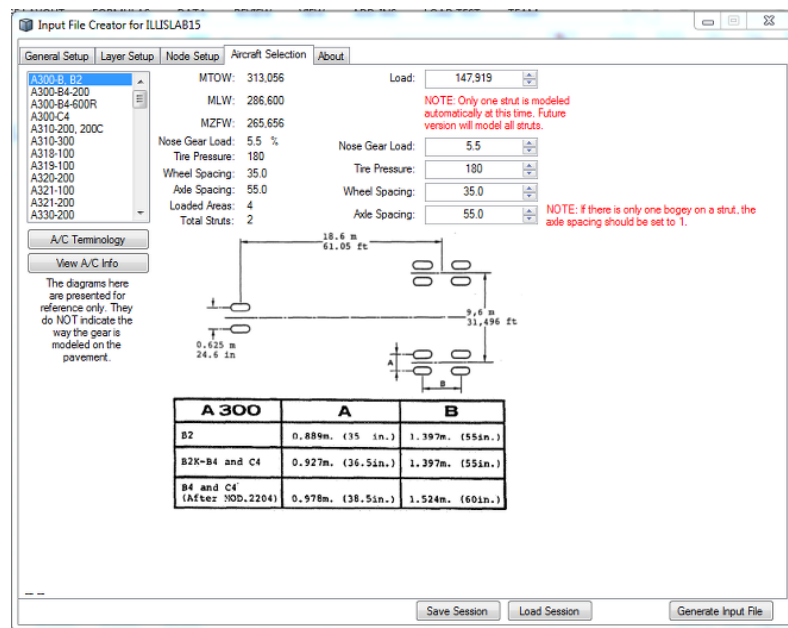 Input File Creator for ILLISLAB15
General Setup Layer Setup Node Setup Aircraft Selection About
A300-B, B2
A300-B4-200
A300-B4-600R
A300-C4
A310-200, 200C
A310-300
A318-100
A319-100
A320-200
A321-100
A321-200
A330-200
A/C Terminology
View A/C Info
The diagrams here
are presented for
reference only. They
do NOT indicate the
way the gear is
modeled on the
pavement.
MTOW: 313,056
MLW: 286,600
MZFW: 265,656
Nose Gear Load: 5.5 %
Tire Pressure: 180
Wheel Spacing: 35.0
Axle Spacing: 55.0
Loaded Areas: 4
Total Struts: 2
Load: 147,919
NOTE: Only one strut is modeled
automatically at this time. Future
version will model all struts.
Nose Gear Load: 5.5
Tire Pressure: 180
Wheel Spacing: 35.0
Axle Spacing: 55.0
NOTE: If there is only one bogey on a strut, the
axle spacing should be set to 1.
18.6 m
61.05 ft
9,6 m
31,496 ft
0.625 m
24.6 in
A
B
A 300 A B
B2 0.889m. (35 in.) 1.397m. (55in.)
B2K-B4 and C4 0.927m. (36.5in.) 1.397m. (55in.)
B4 and C4
(After MOD.2204) 0.978m. (38.5in.) 1.524m. (60in.)
-- --
Save Session Load Session Generate Input File